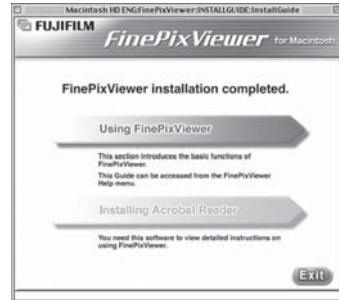 Macintosh HD ENG:FinePixViewer:INSTALLGUIDE:InstallGuide
FUJIFILM
FinePixViewer for Macintosh
FinePixViewer installation completed.
Using FinePixViewer
This section introduces the basic functions of
FinePixViewer.
This Guide can be accessed from the FinePixViewer
Help menu.
Installing Acrobat Reader
You need this software to view detailed instructions on
using FinePixViewer.
Exit